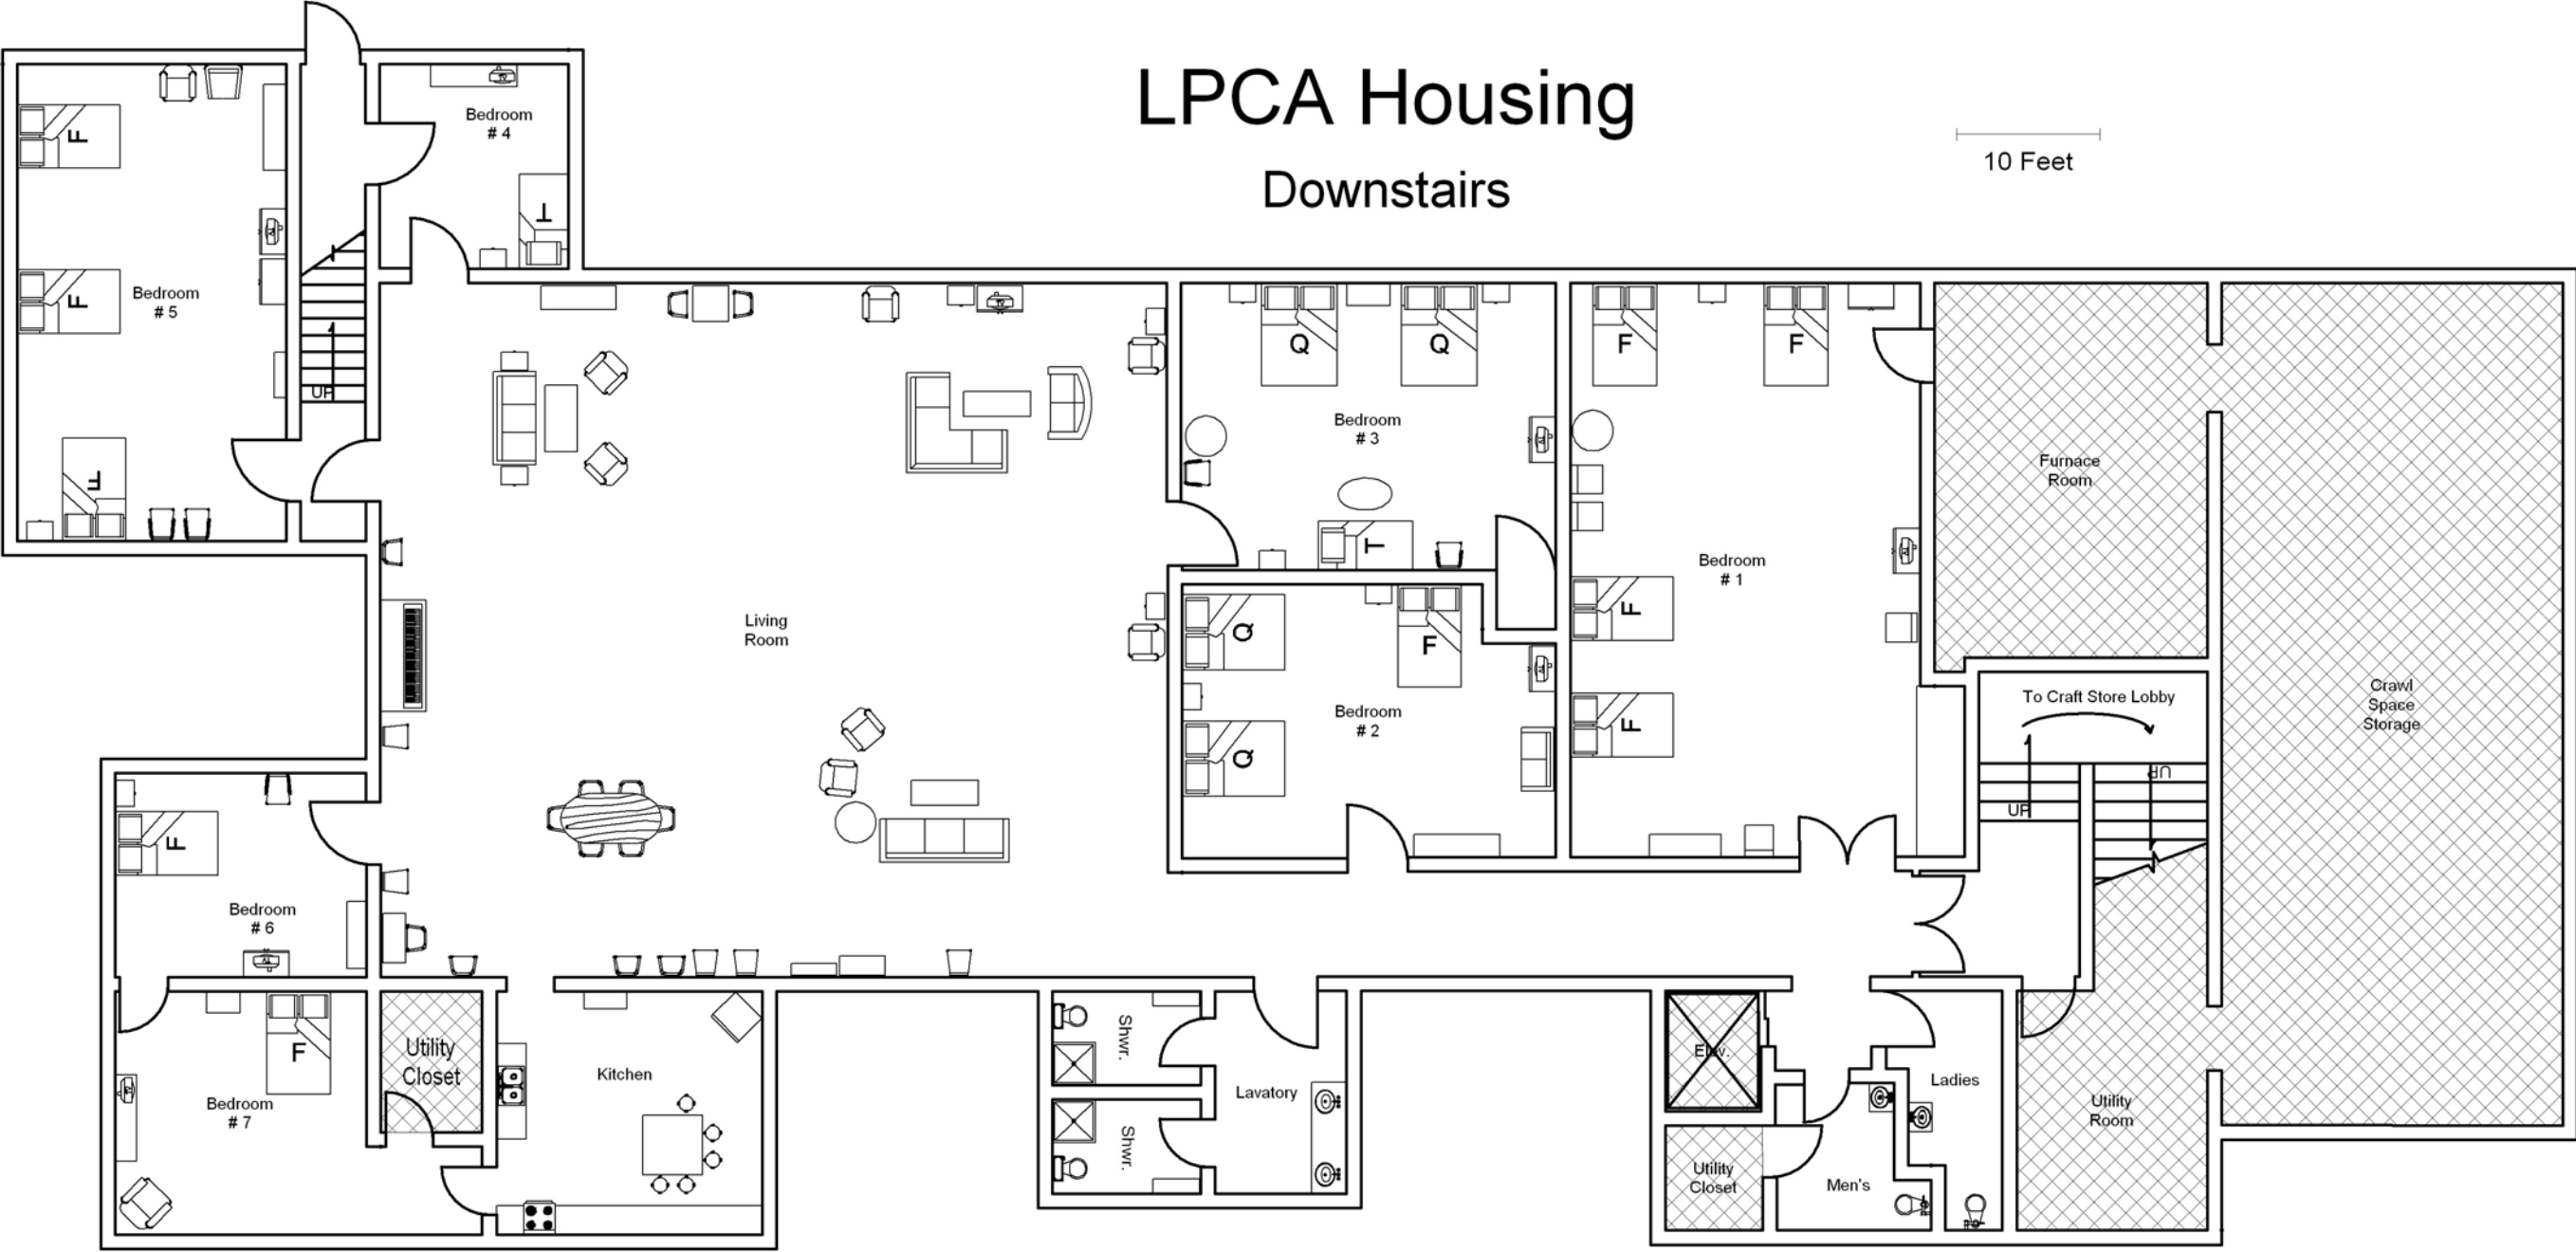 LPCA Housing
Downstairs
10 Feet
Bedroom
# 4
T
F
F
Bedroom
# 5
F
UP
Living
Room
Q
Q
Bedroom
# 3
T
F
F
Bedroom
# 1
F
F
Q
F
Bedroom
# 2
Q
Furnace
Room
To Craft Store Lobby
UP
UP
Crawl
Space
Storage
F
Bedroom
# 6
F
Bedroom
# 7
Utility
Closet
Kitchen
Shwr.
Shwr.
Lavatory
Elev.
Utility
Closet
Men's
Ladies
Utility
Room